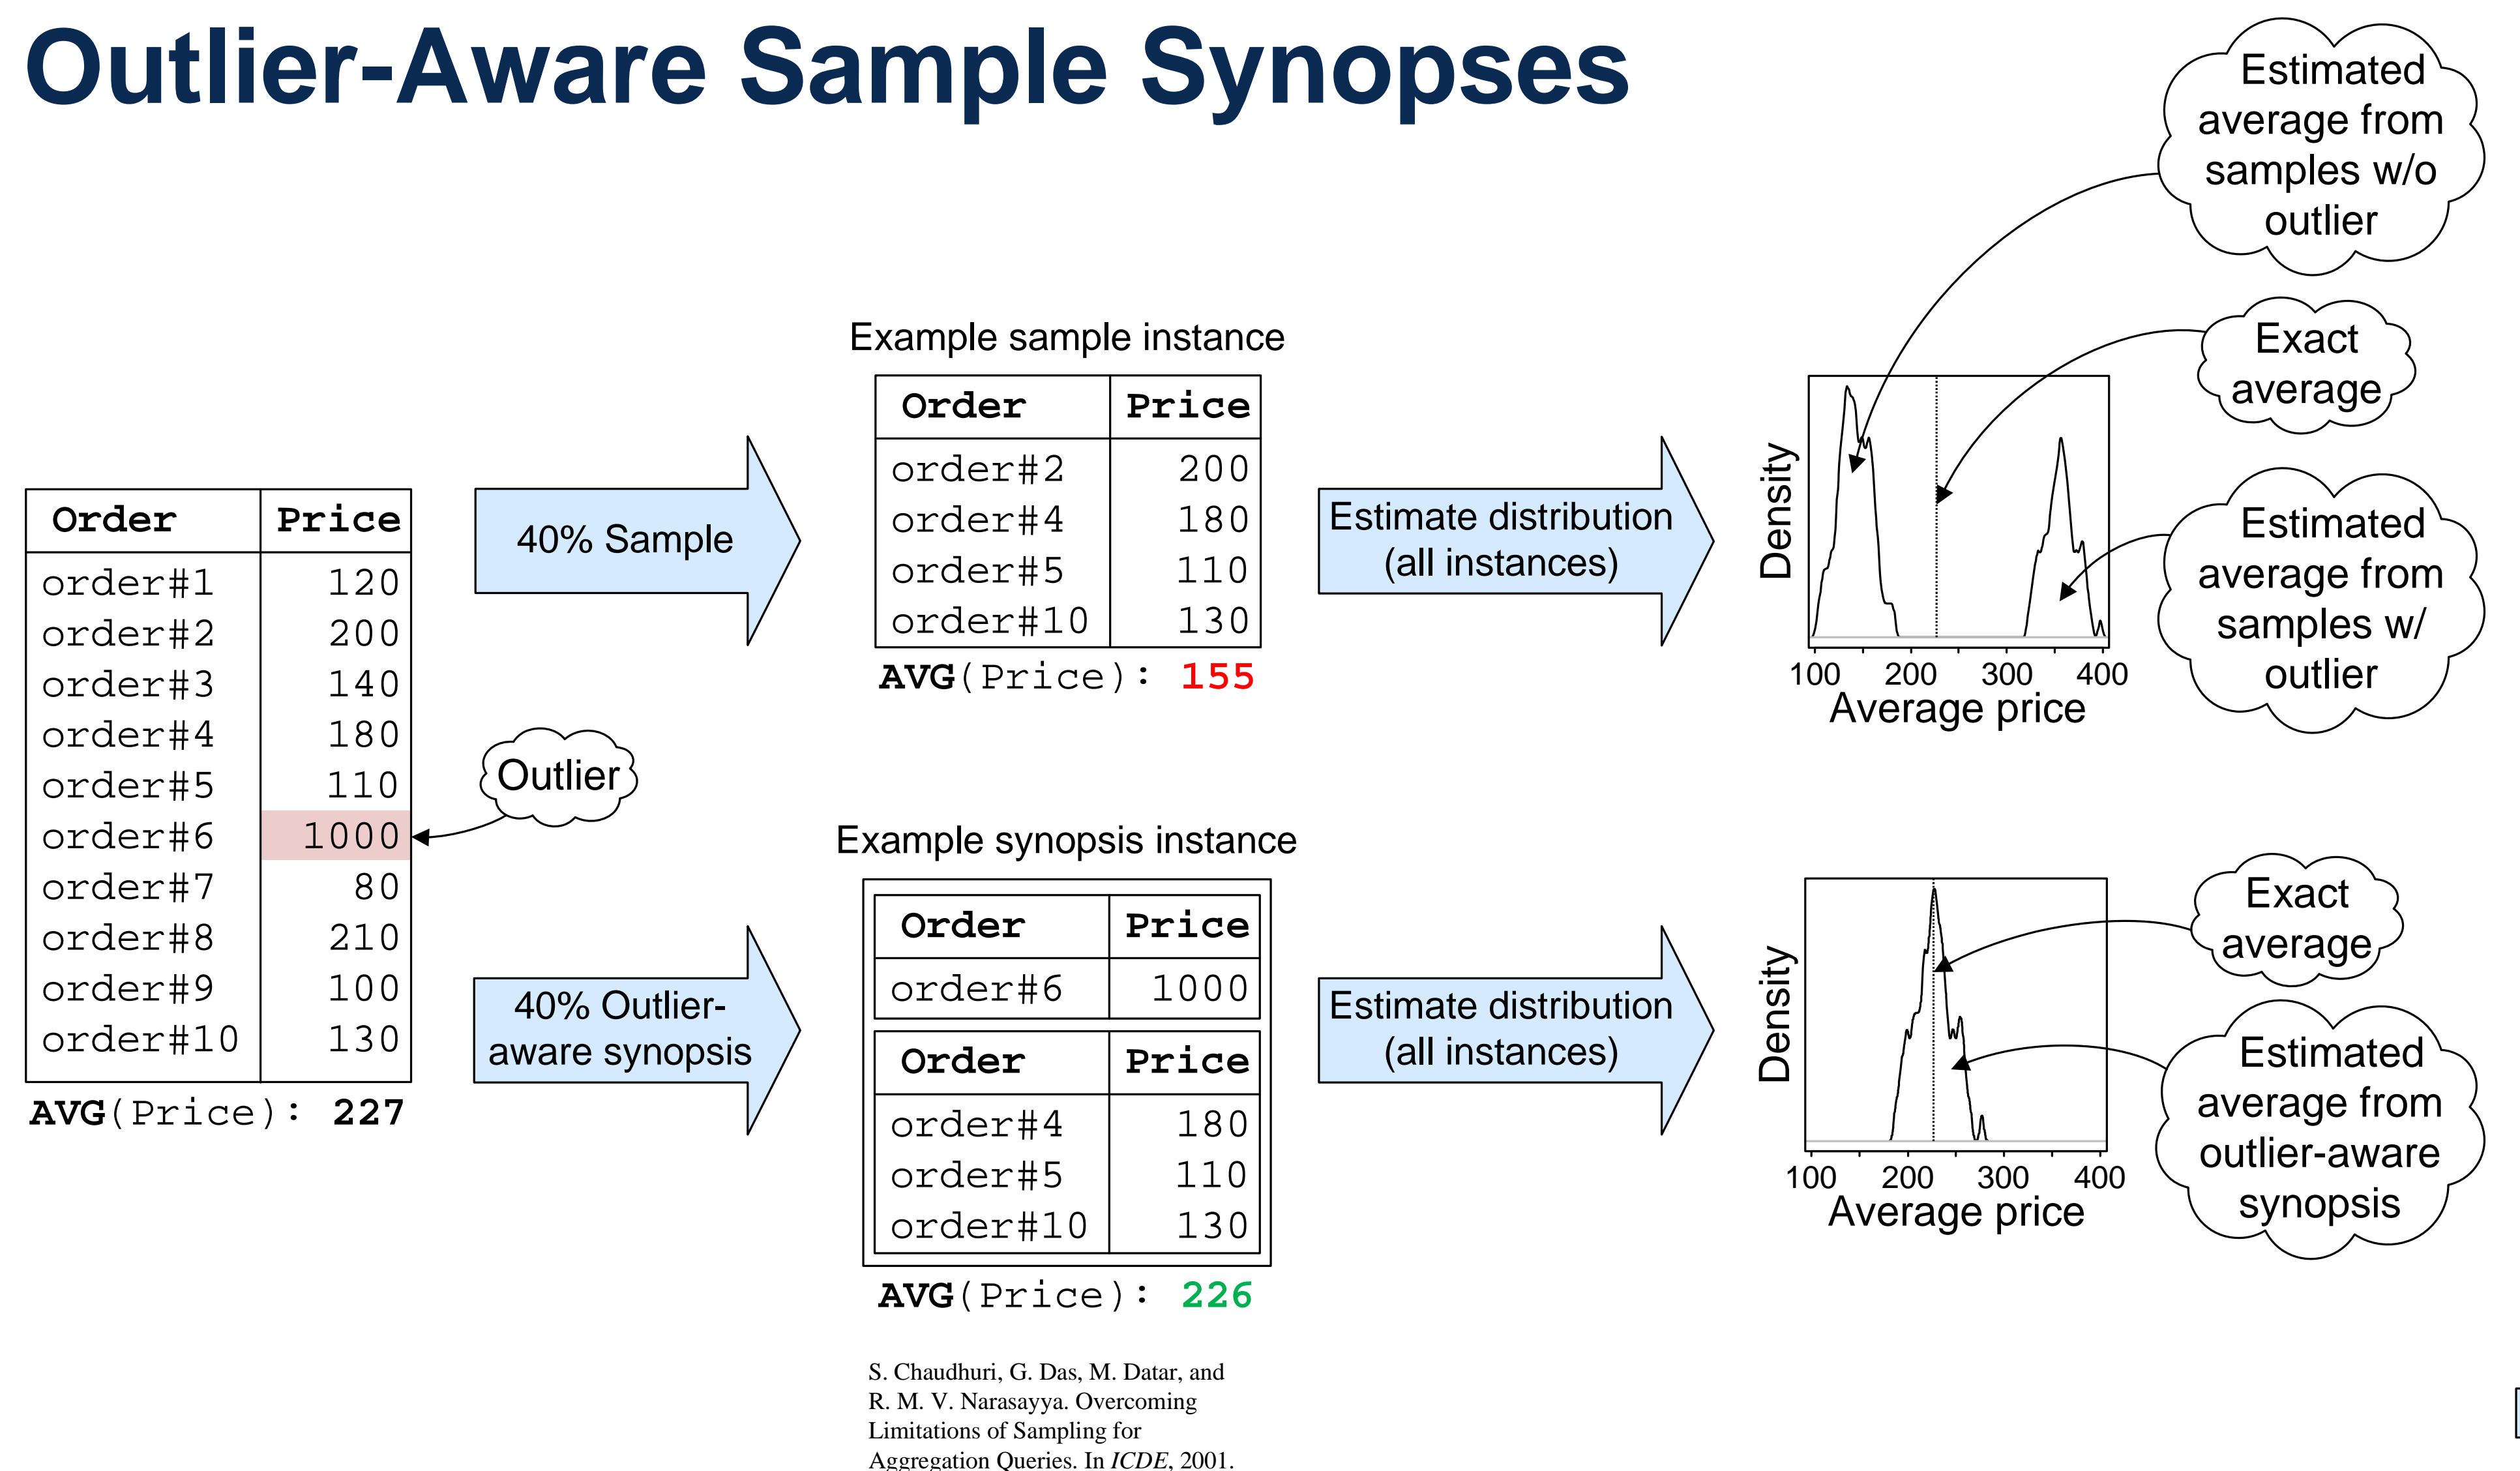 Outlier-Aware Sample Synopses
Order Price
order#1 120
order#2 200
order#3 140
order#4 180
order#5 110
order#6 1000
order#7 80
order#8 210
order#9 100
order#10 130
AVG(Price): 227
Outlier
40% Sample
Example sample instance
Order Price
order#2 200
order#4 180
order#5 110
order#10 130
AVG(Price): 155
Estimate distribution
(all instances)
Density
100 200 300 400
Average price
Estimated
average from
samples w/o
outlier
Exact
average
Estimated
average from
samples w/
outlier
40% Outlier-
aware synopsis
Example synopsis instance
Order Price
order#6 1000
Order Price
order#4 180
order#5 110
order#10 130
AVG(Price): 226
Estimate distribution
(all instances)
Density
100 200 300 400
Average price
Exact
average
Estimated
average from
outlier-aware
synopsis
S. Chaudhuri, G. Das, M. Datar, and
R. M. V. Narasayya. Overcoming
Limitations of Sampling for
Aggregation Queries. In ICDE, 2001.